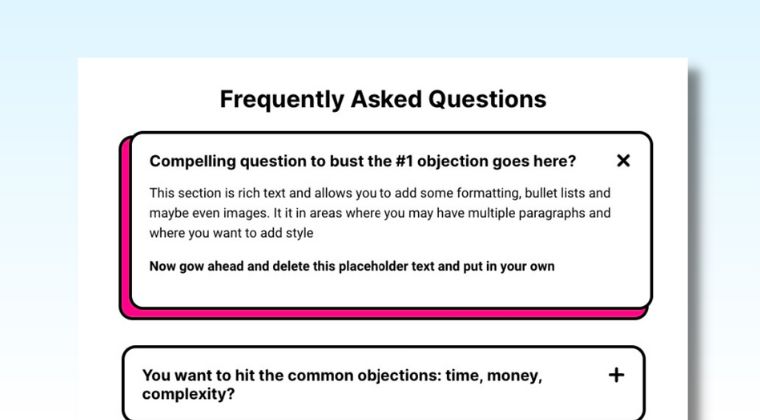 Frequently Asked Questions
Compelling question to bust the #1 objection goes here?
This section is rich text and allows you to add some formatting, bullet lists and
maybe even images. It it in areas where you may have multiple paragraphs and
where you want to add style
Now gow ahead and delete this placeholder text and put in your own
You want to hit the common objections: time, money,
complexity?